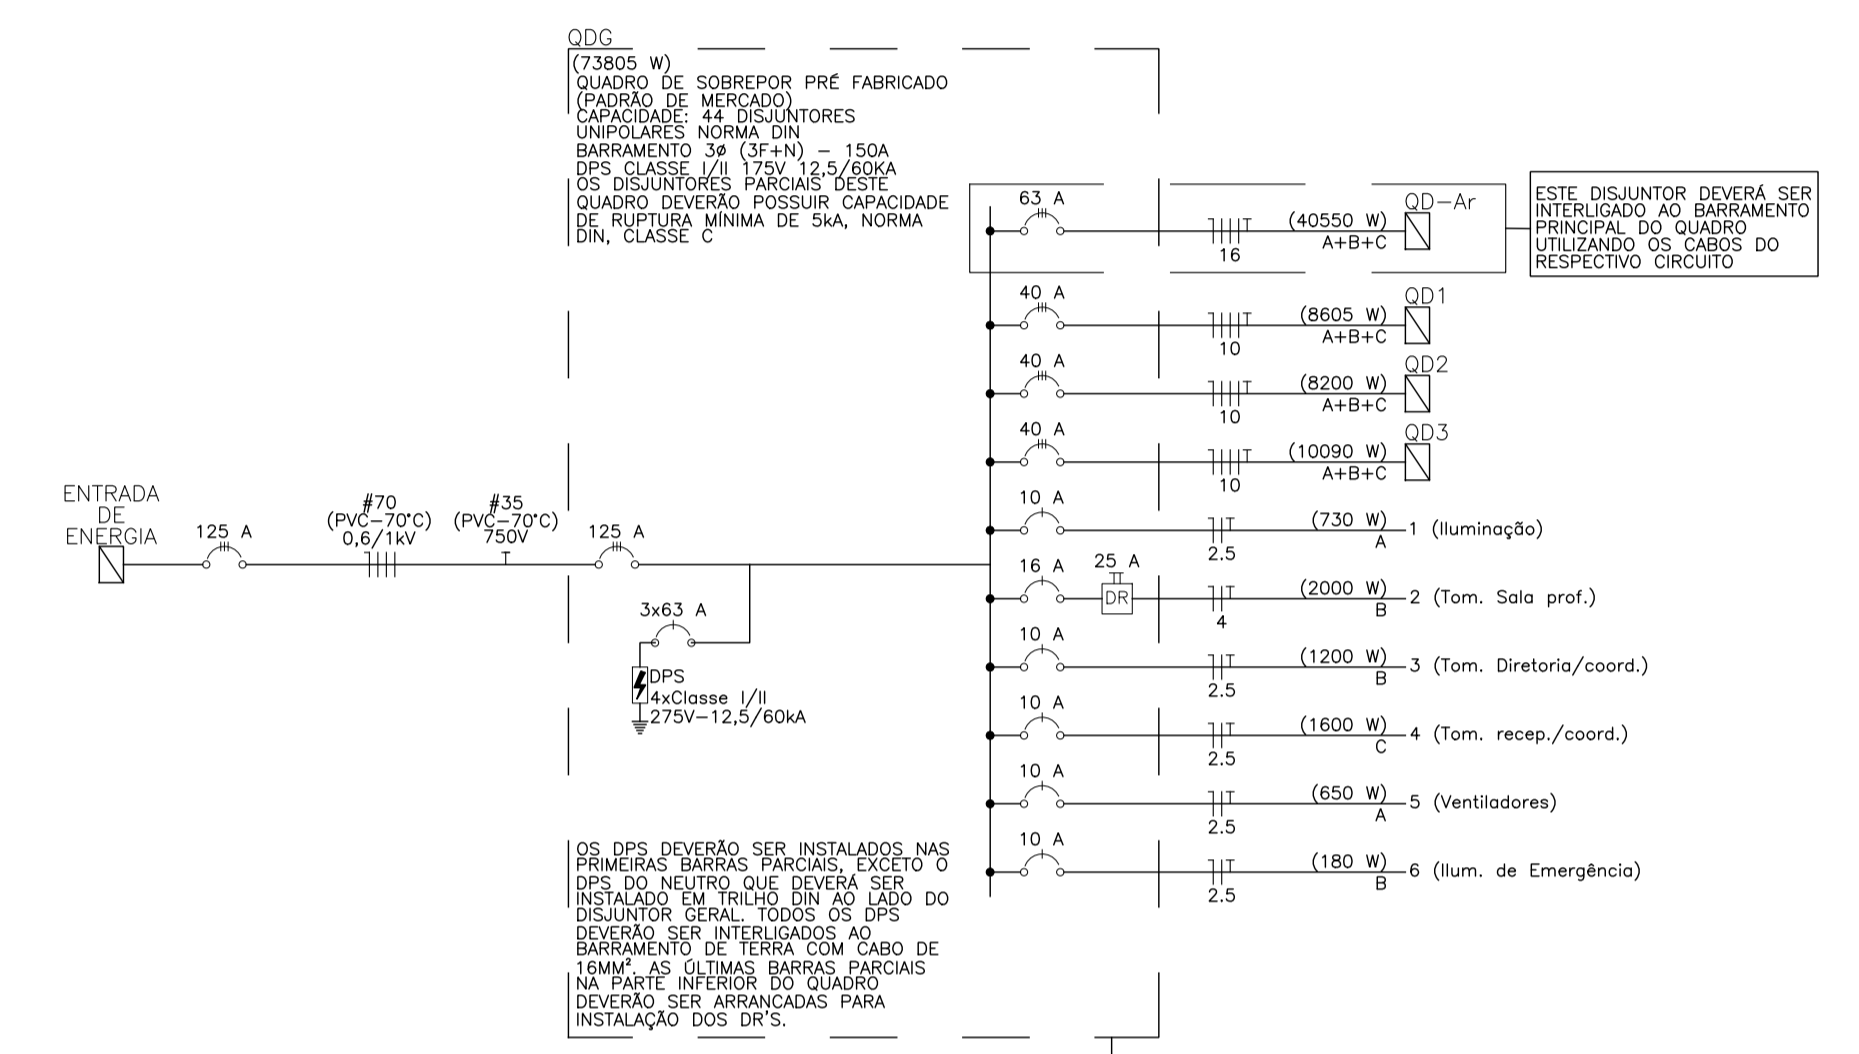 QDG
(73805 W)
QUADRO DE SOBREPOR PRÉ FABRICADO
(PADRÃO DE MERCADO)
CAPACIDADE: 44 DISJUNTORES
UNIPOLARES NORMA DIN
BARRAMENTO 3ø (3F+N) – 150A
DPS CLASSE I/II 175V 12,5/60KA
OS DISJUNTORES PARCIAIS DESTE
QUADRO DEVERÃO POSSUIR CAPACIDADE
DE RUPTURA MÍNIMA DE 5kA, NORMA
DIN, CLASSE C
ENTRADA
DE
ENERGIA
125 A
#70
(PVC–70°C)
0,6/1kV
#35
(PVC–70°C)
750V
125 A
3x63 A
DPS
4xClasse I/II
275V–12,5/60kA
63 A
16
(40550 W)
A+B+C
QD–Ar
ESTE DISJUNTOR DEVERÁ SER
INTERLIGADO AO BARRAMENTO
PRINCIPAL DO QUADRO
UTILIZANDO OS CABOS DO
RESPECTIVO CIRCUITO
40 A
10
(8605 W)
A+B+C
QD1
40 A
10
(8200 W)
A+B+C
QD2
40 A
10
(10090 W)
A+B+C
QD3
10 A
2.5
(730 W)
A
1 (Iluminação)
16 A
25 A
DR
4
(2000 W)
B
2 (Tom. Sala prof.)
10 A
2.5
(1200 W)
B
3 (Tom. Diretoria/coord.)
10 A
2.5
(1600 W)
C
4 (Tom. recep./coord.)
10 A
2.5
(650 W)
A
5 (Ventiladores)
10 A
2.5
(180 W)
B
6 (Ilum. de Emergência)
OS DPS DEVERÃO SER INSTALADOS NAS
PRIMEIRAS BARRAS PARCIAIS, EXCETO O
DPS DO NEUTRO QUE DEVERÁ SER
INSTALADO EM TRILHO DIN AO LADO DO
DISJUNTOR GERAL. TODOS OS DPS
DEVERÃO SER INTERLIGADOS AO
BARRAMENTO DE TERRA COM CABO DE
16MM². AS ÚLTIMAS BARRAS PARCIAIS
NA PARTE INFERIOR DO QUADRO
DEVERÃO SER ARRANCADAS PARA
INSTALAÇÃO DOS DR'S.